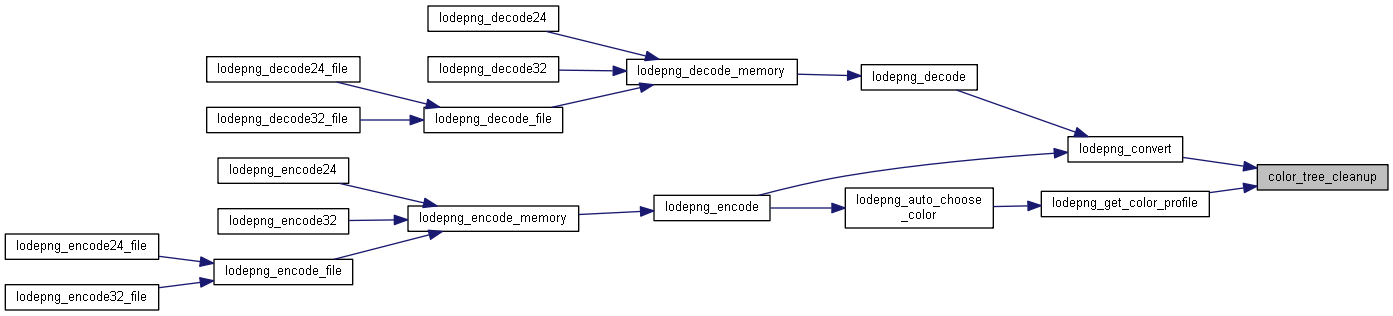 lodepng_decode24
lodepng_decode24_file
lodepng_decode32
lodepng_decode_memory
lodepng_decode
lodepng_decode32_file
lodepng_decode_file
lodepng_convert
lodepng_encode24
color_tree_cleanup
lodepng_encode32
lodepng_encode_memory
lodepng_encode
lodepng_auto_choose
_color
lodepng_get_color_profile
lodepng_encode24_file
lodepng_encode_file
lodepng_encode32_file